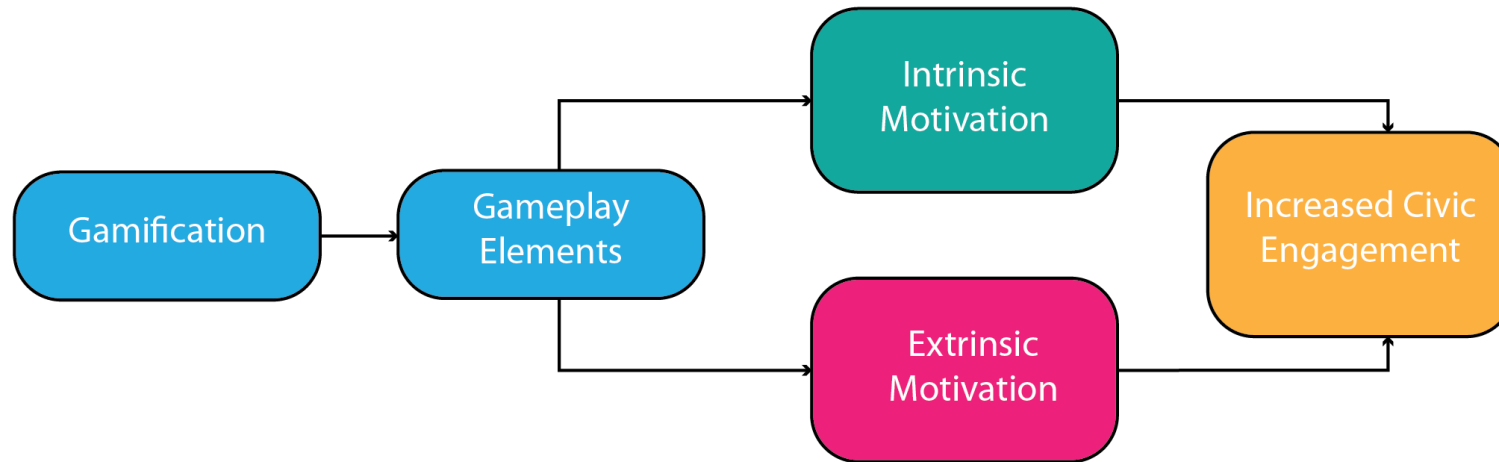 Gamification
Gameplay
Elements
Intrinsic
Motivation
Extrinsic
Motivation
Increased Civic
Engagement